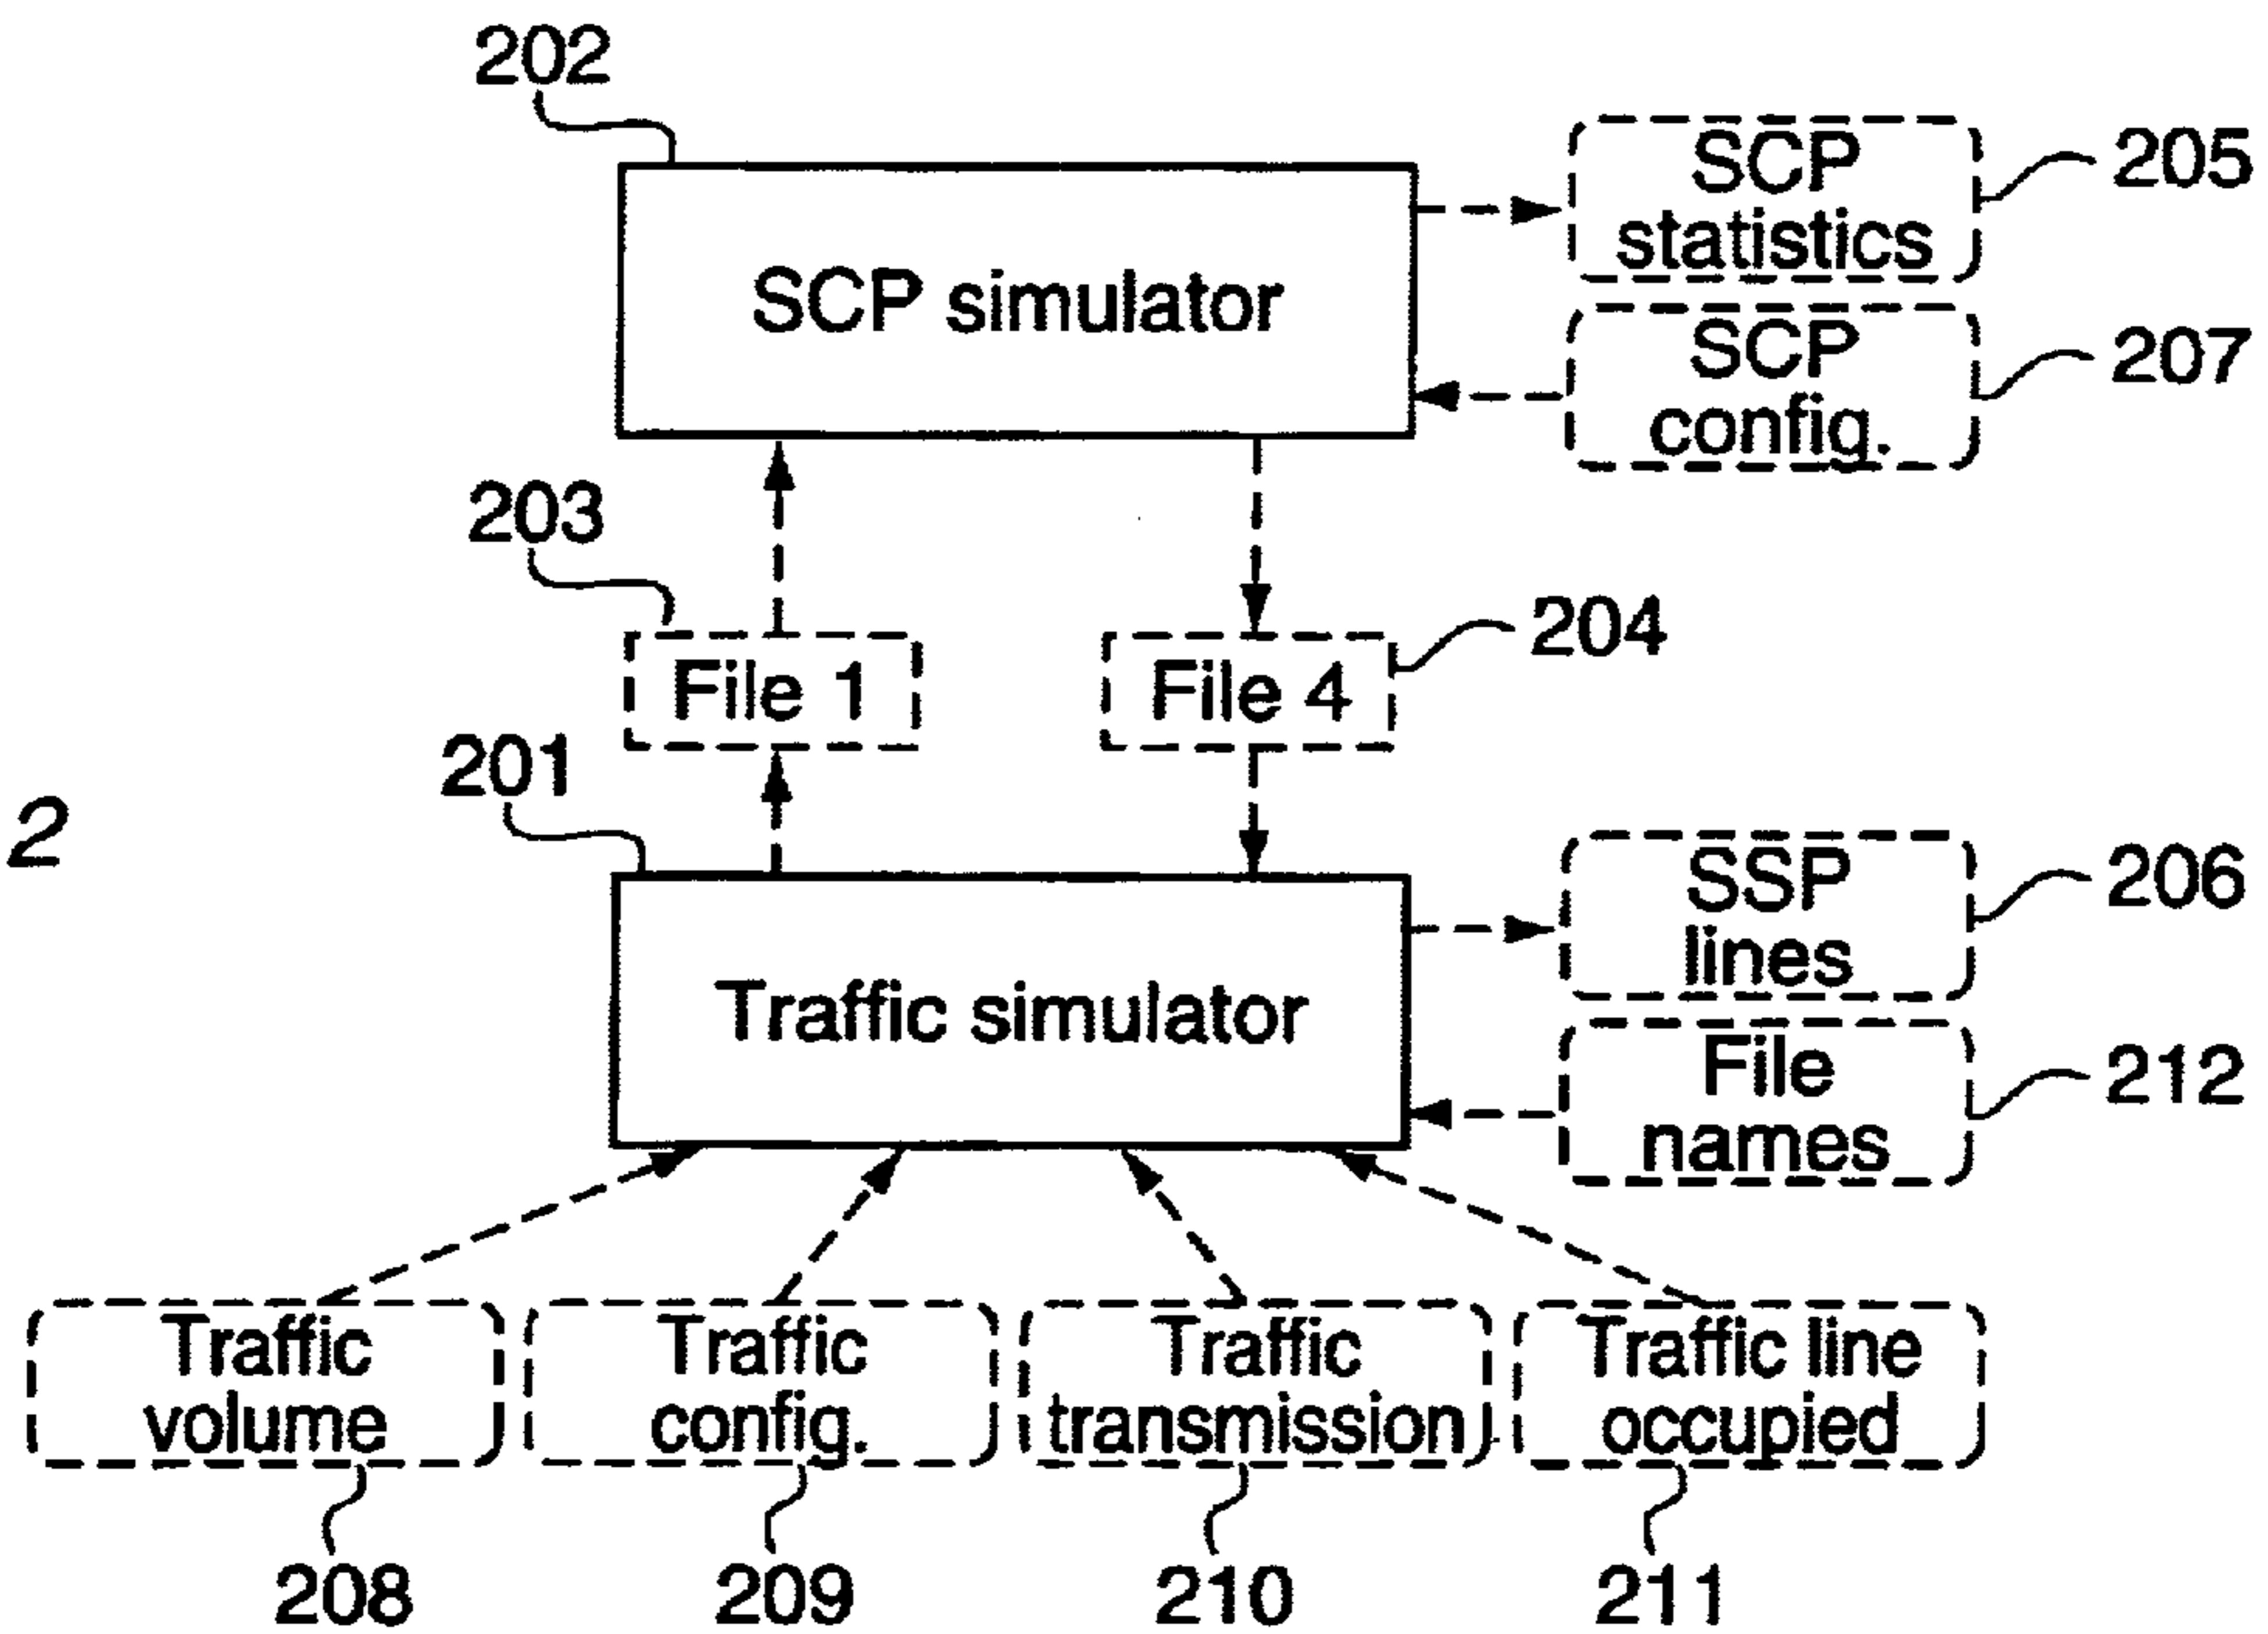 202
SCP
statistics
205
SCP simulator
SCP
config.
207
203
File 1
File 4
204
201
2
SSP
lines
206
Traffic simulator
File
names
212
Traffic
volume
Traffic
config.
Traffic
transmission
Traffic line
occupied
208
209
210
211